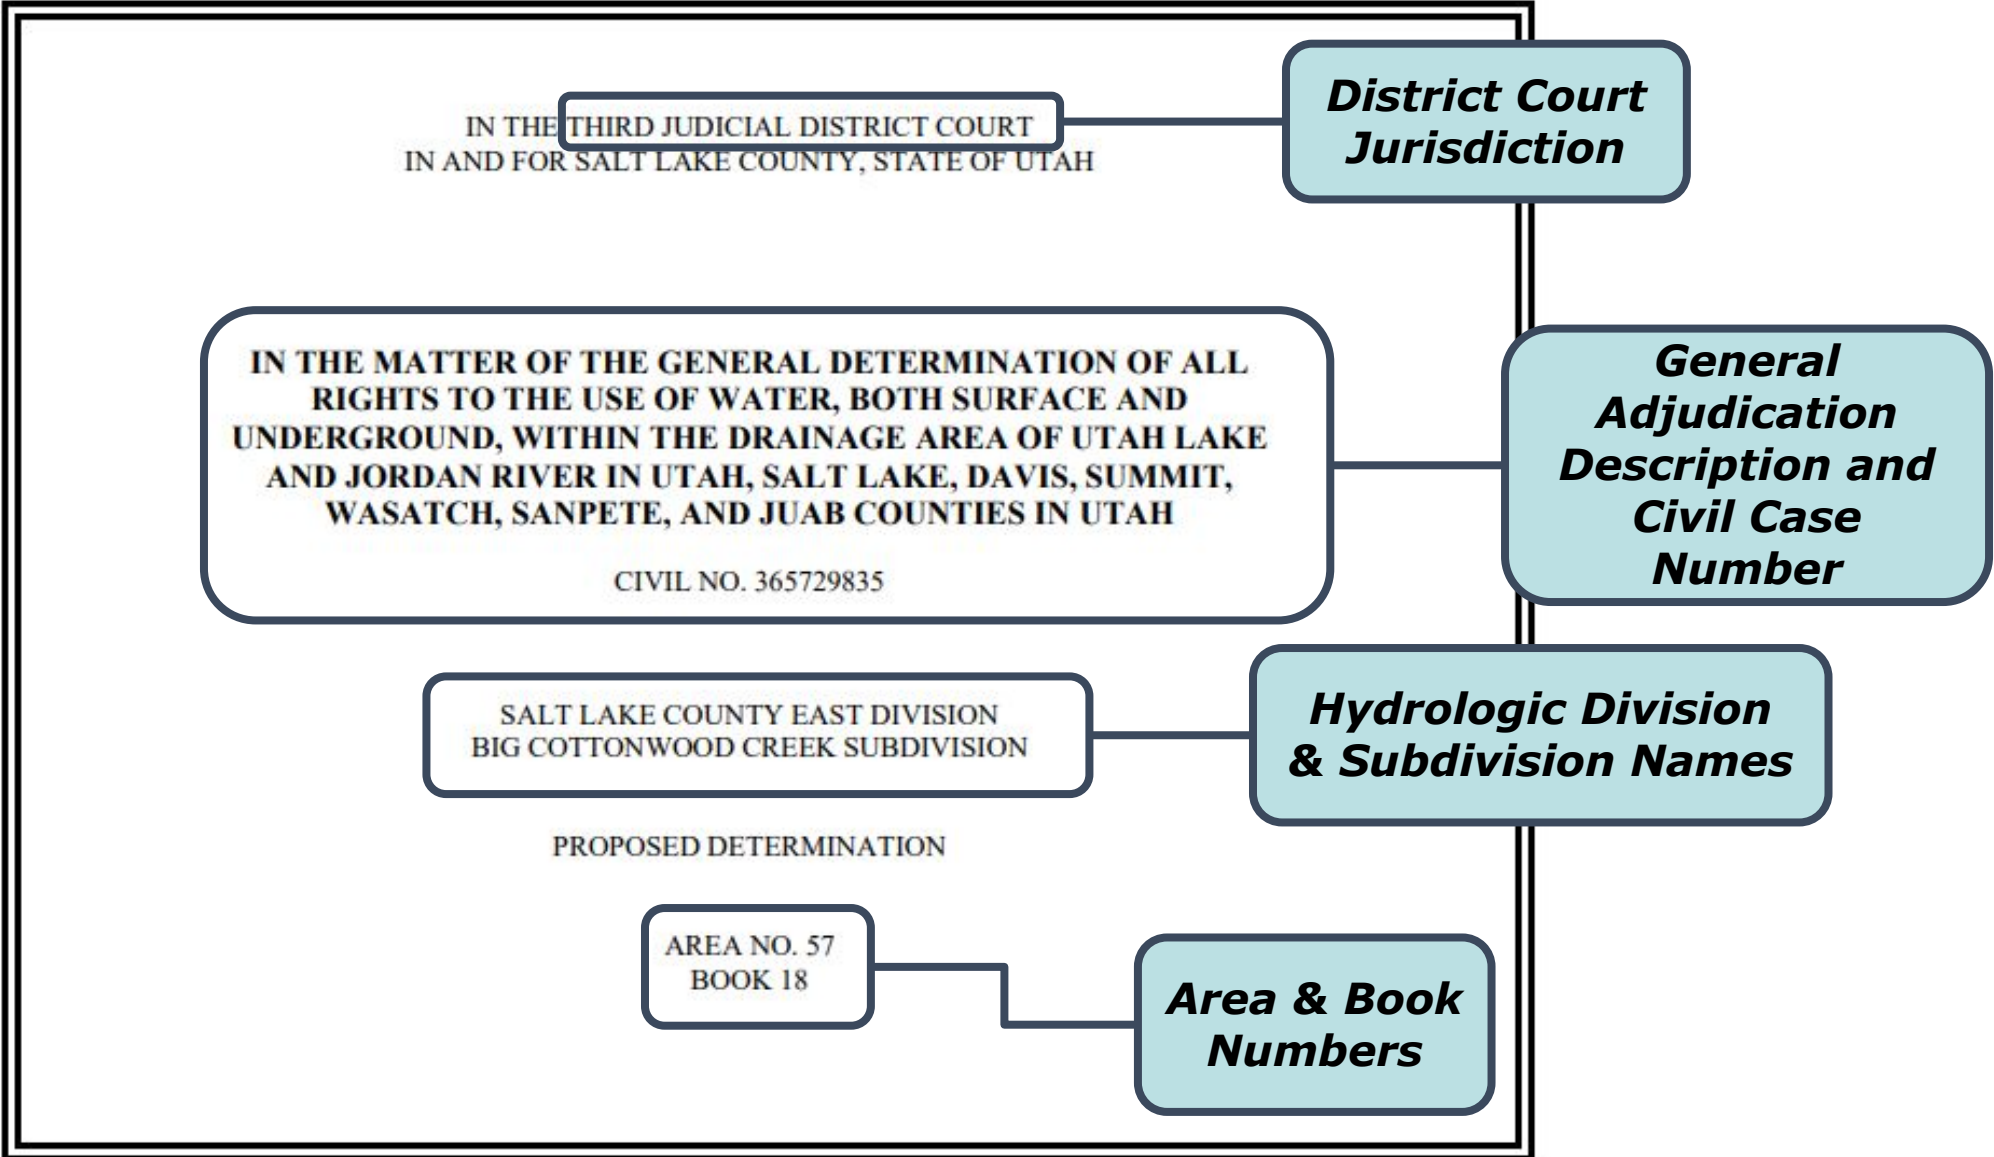 IN THE THIRD JUDICIAL DISTRICT COURT
IN AND FOR SALT LAKE COUNTY, STATE OF UTAH
District Court
Jurisdiction
IN THE MATTER OF THE GENERAL DETERMINATION OF ALL
RIGHTS TO THE USE OF WATER, BOTH SURFACE AND
UNDERGROUND, WITHIN THE DRAINAGE AREA OF UTAH LAKE
AND JORDAN RIVER IN UTAH, SALT LAKE, DAVIS, SUMMIT,
WASATCH, SANPETE, AND JUAB COUNTIES IN UTAH
CIVIL NO. 365729835
General
Adjudication
Description and
Civil Case
Number
SALT LAKE COUNTY EAST DIVISION
BIG COTTONWOOD CREEK SUBDIVISION
Hydrologic Division
& Subdivision Names
PROPOSED DETERMINATION
AREA NO. 57
BOOK 18
Area & Book
Numbers